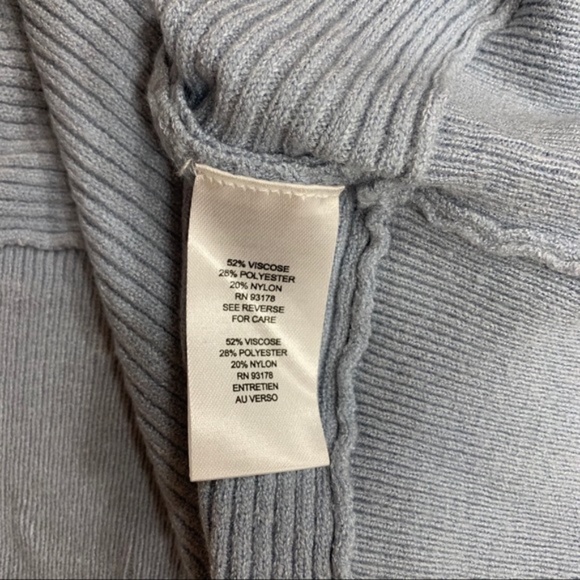 52% VISCOSE
28% POLYESTER
20% NYLON
RN 93178
SEE REVERSE
FOR CARE
52% VISCOSE
28% POLYESTER
20% NYLON
RN 93178
ENTRETIEN
AU VERSO